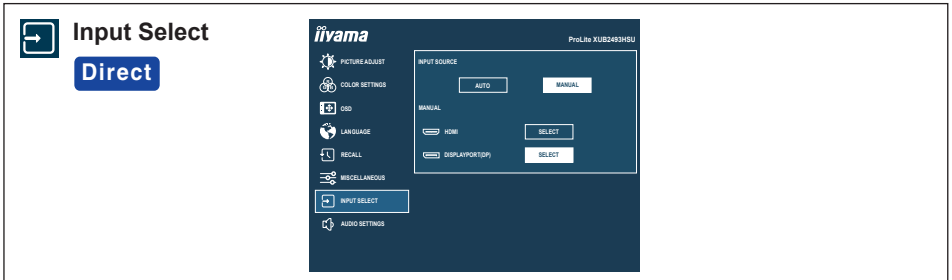 Input Select
Direct
iiyama
ProLite XUB2493HSU
PICTURE ADJUST
COLOR SETTINGS
OSD
LANGUAGE
RECALL
MISCELLANEOUS
INPUT SELECT
AUDIO SETTINGS
INPUT SOURCE
AUTO MANUAL
MANUAL
HDMI SELECT
DISPLAYPORT(DP) SELECT